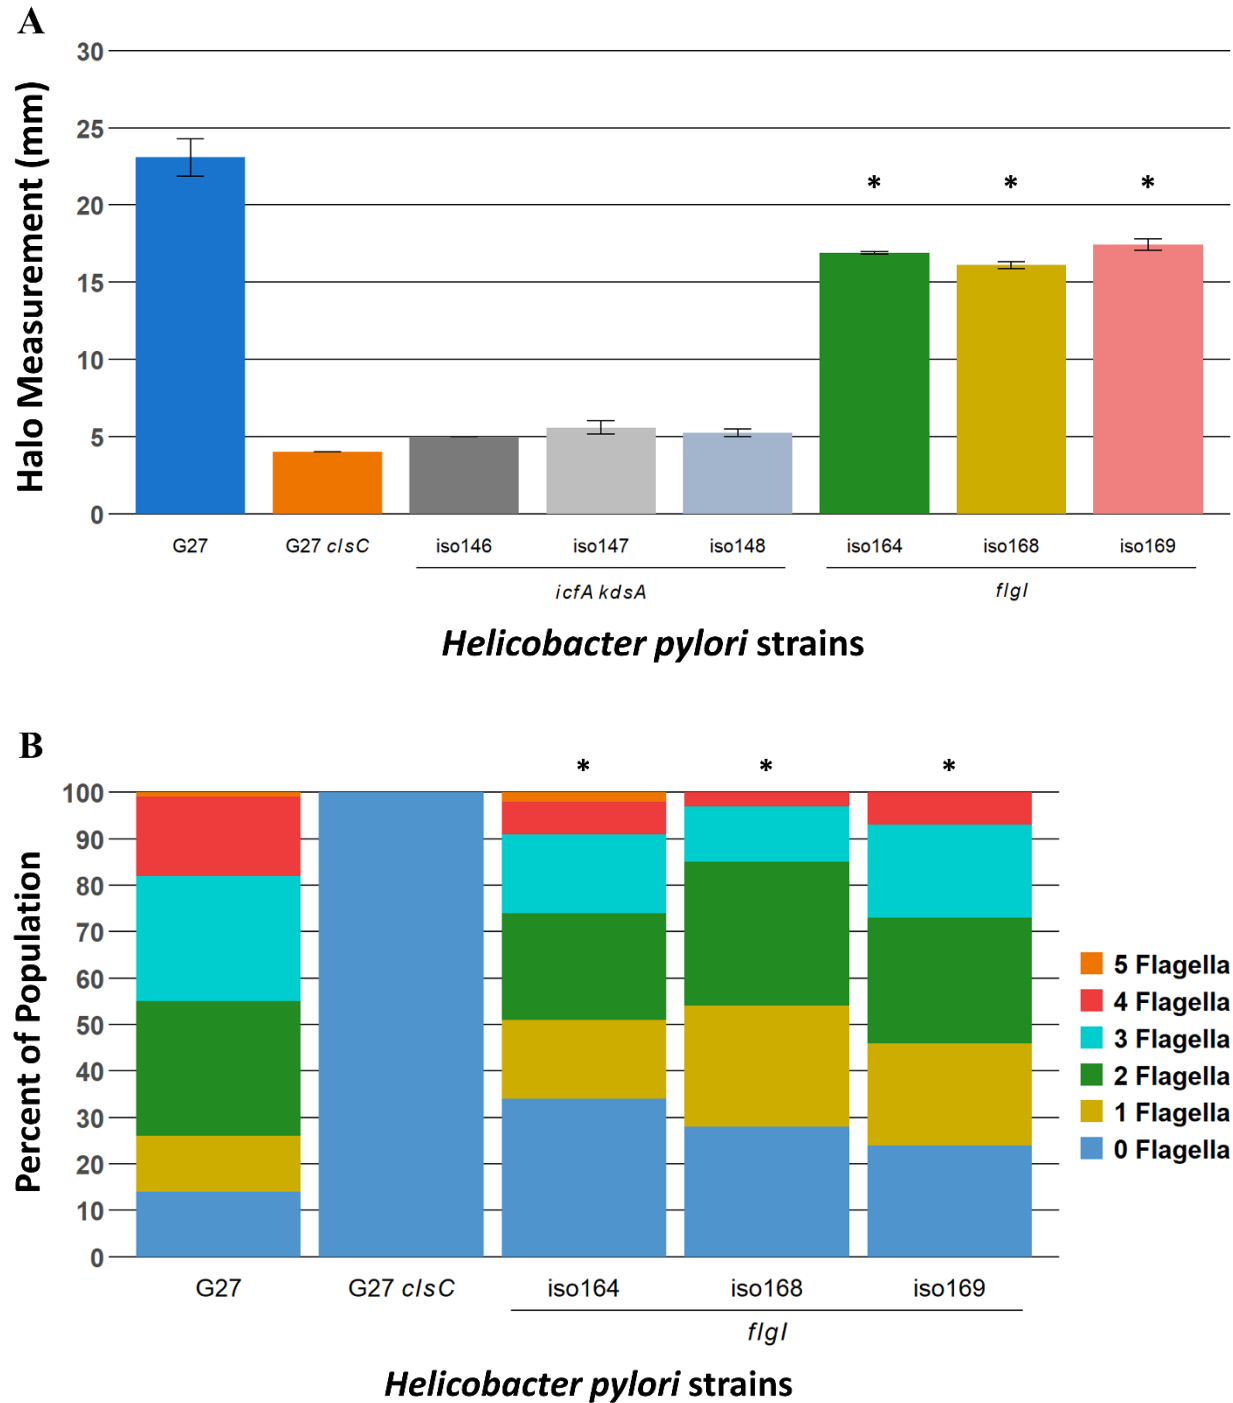 A
Halo Measurement (mm)
30
25
20
15
10
5
0
* * *
G27 G27 clsC iso146 iso147 iso148 iso164 iso168 iso169
icfA kdsA flgI
Helicobacter pylori strains
B
Percent of Population
* * *
100
90
80
70
60
50
40
30
20
10
0
5 Flagella
4 Flagella
3 Flagella
2 Flagella
1 Flagella
0 Flagella
G27 G27 clsC iso164 iso168 iso169
flgI
Helicobacter pylori strains